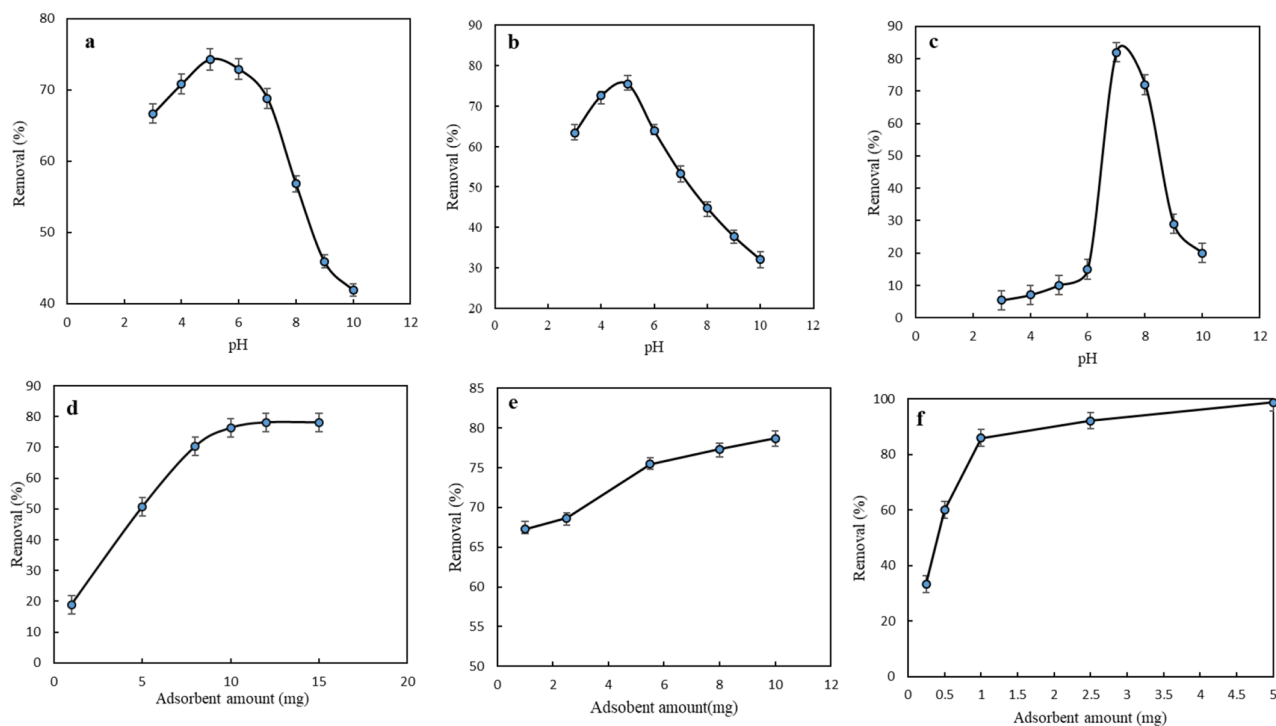 a
80
70
60
50
40
Removal (%)
0 2 4 6 8 10 12
pH
b
90
80
70
60
50
40
30
20
Removal (%)
0 2 4 6 8 10 12
pH
c
90
80
70
60
50
40
30
20
10
0
Removal (%)
0 2 4 6 8 10 12
pH
d
90
80
70
60
50
40
30
20
10
0
Removal (%)
0 5 10 15 20
Adsorbent amount (mg)
e
85
80
75
70
65
60
55
50
Removal (%)
0 2 4 6 8 10 12
Adsobent amount(mg)
f
100
80
60
40
20
0
Removal (%)
0 0.5 1 1.5 2 2.5 3 3.5 4 4.5 5
Adsorbent amount (mg)